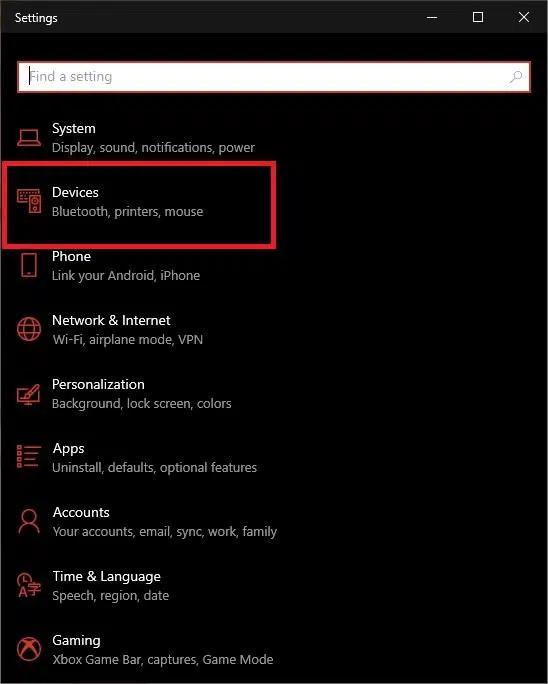 Settings
Find a setting
System
Display, sound, notifications, power
Devices
Bluetooth, printers, mouse
Phone
Link your Android, iPhone
Network & Internet
Wi-Fi, airplane mode, VPN
Personalization
Background, lock screen, colors
Apps
Uninstall, defaults, optional features
Accounts
Your accounts, email, sync, work, family
Time & Language
Speech, region, date
Gaming
Xbox Game Bar, captures, Game Mode